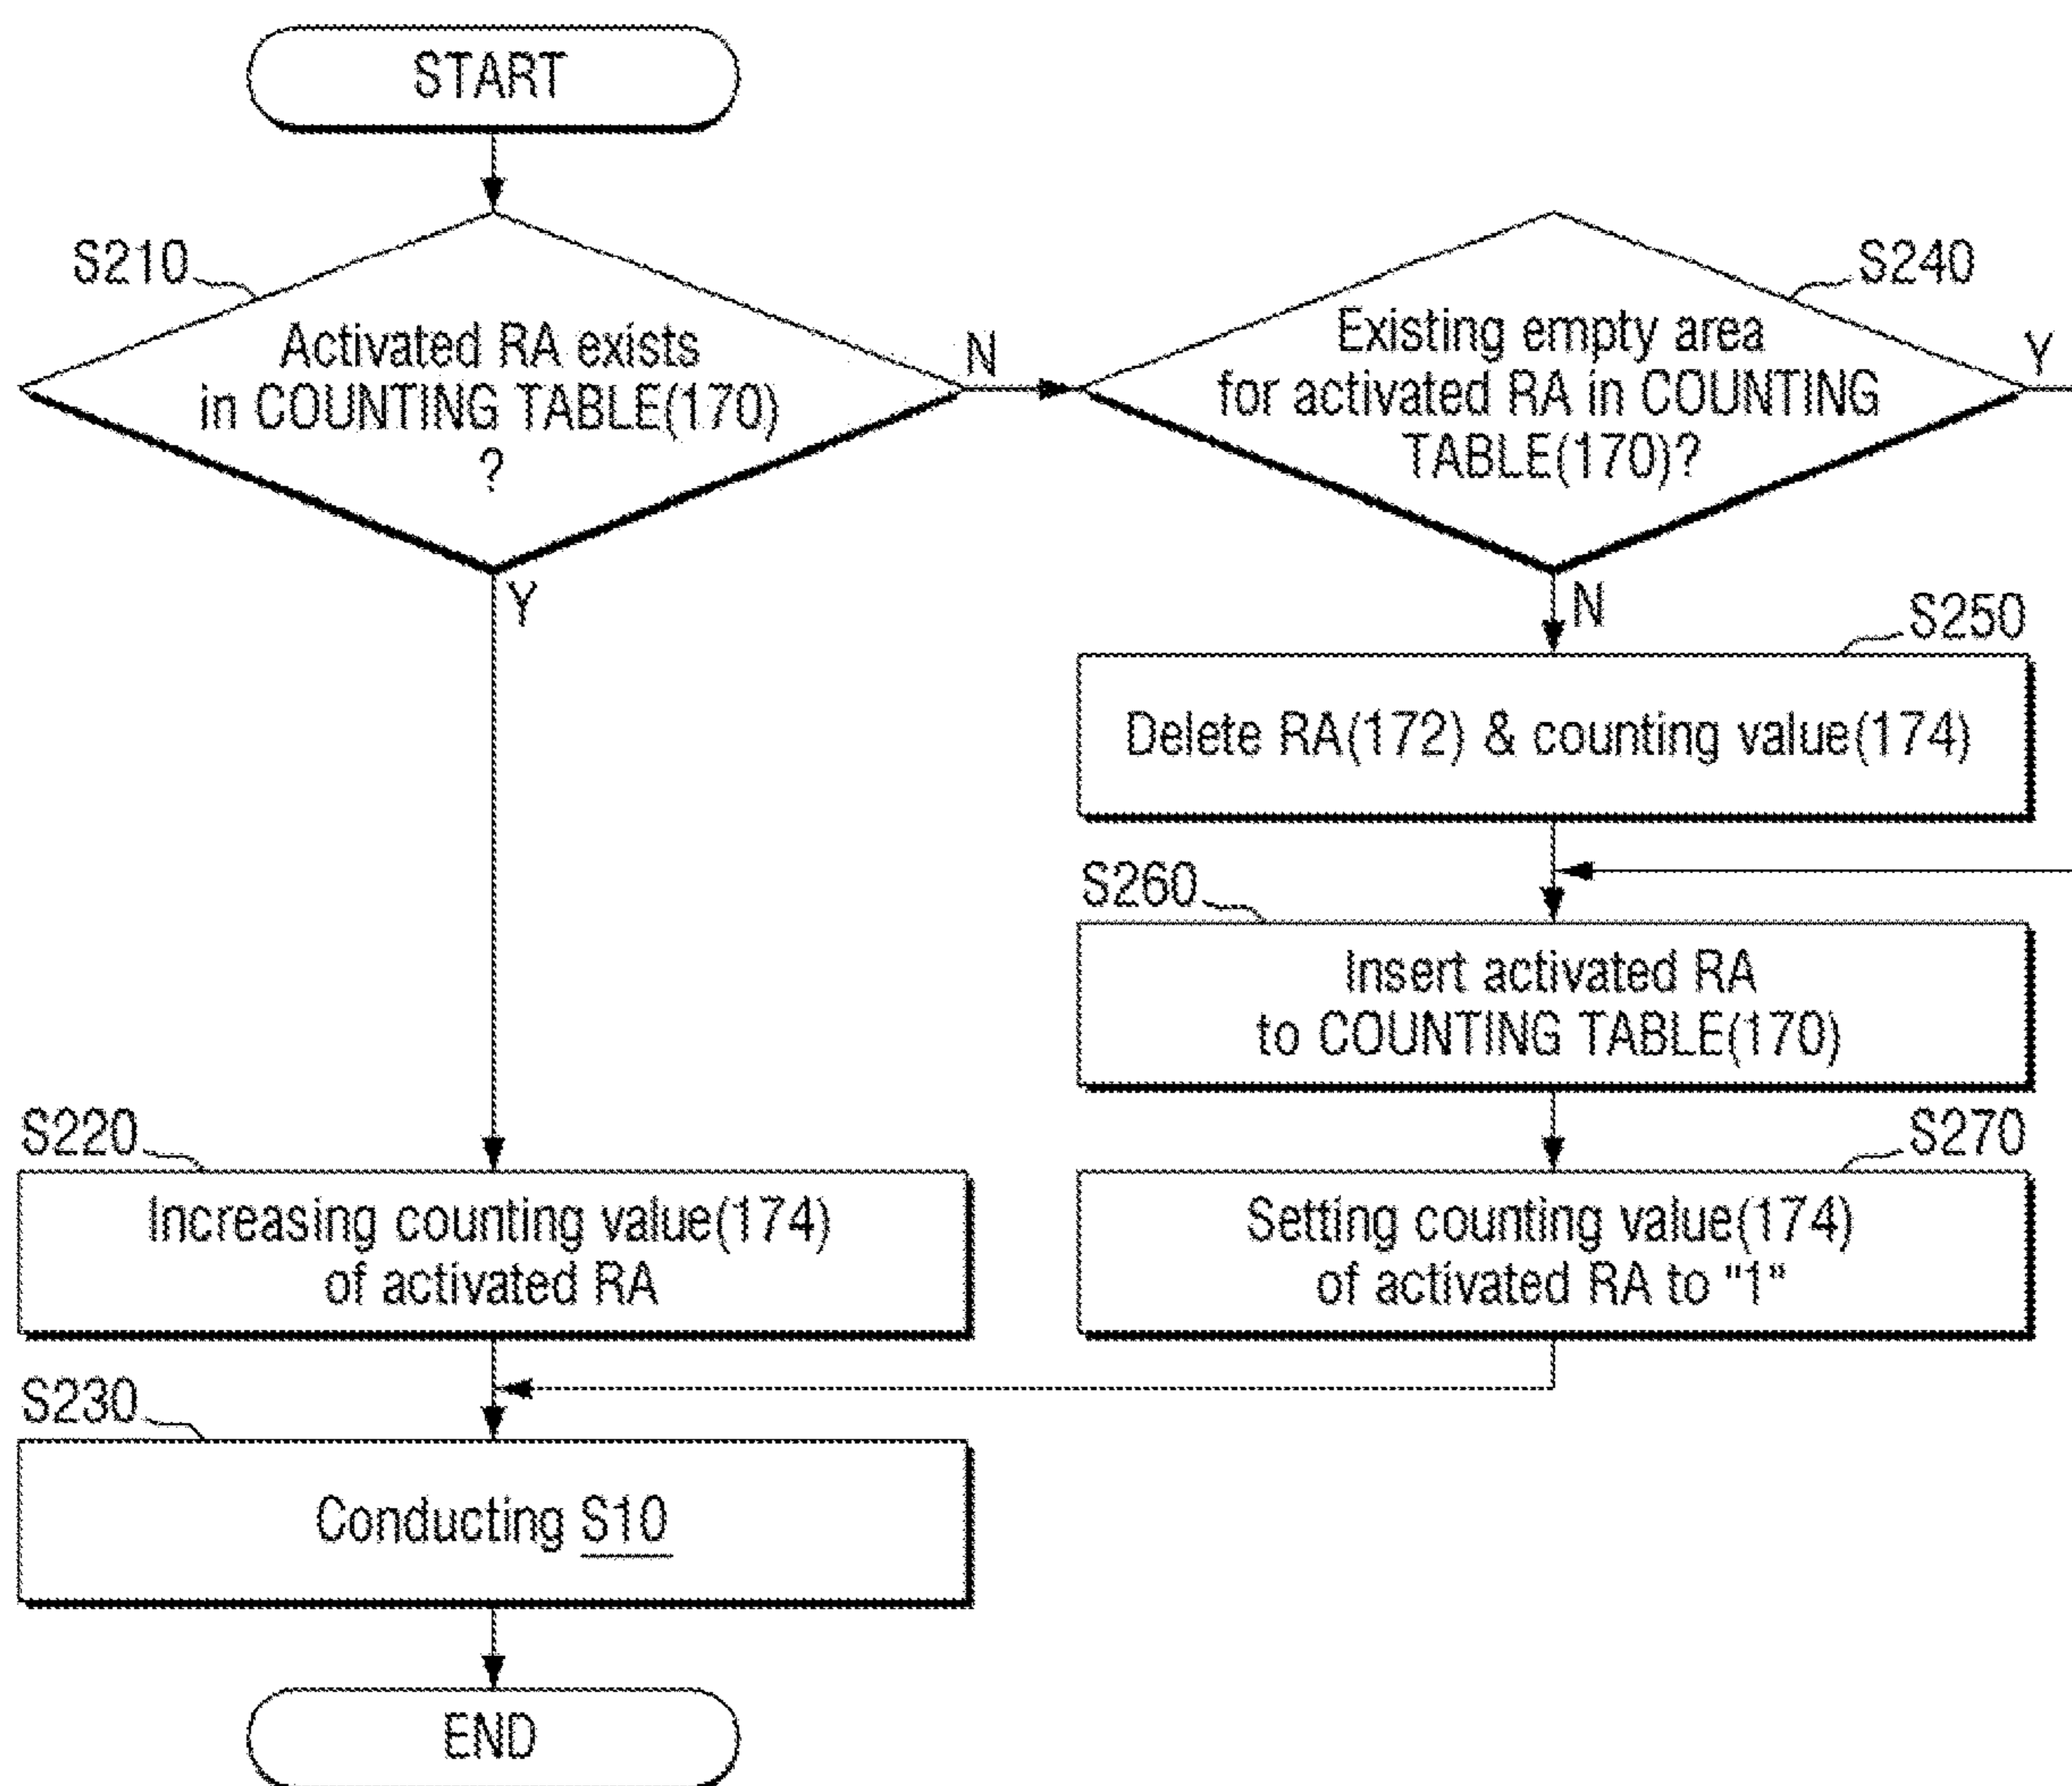 START
S210
Activated RA exists
in COUNTING TABLE(170)
?
N
Y
S240
Existing empty area
for activated RA in COUNTING
TABLE(170)?
Y
N
S250
Delete RA(172) & counting value(174)
S260
Insert activated RA
to COUNTING TABLE(170)
S220
Increasing counting value(174)
of activated RA
S270
Setting counting value(174)
of activated RA to "1"
S230
Conducting S10
END